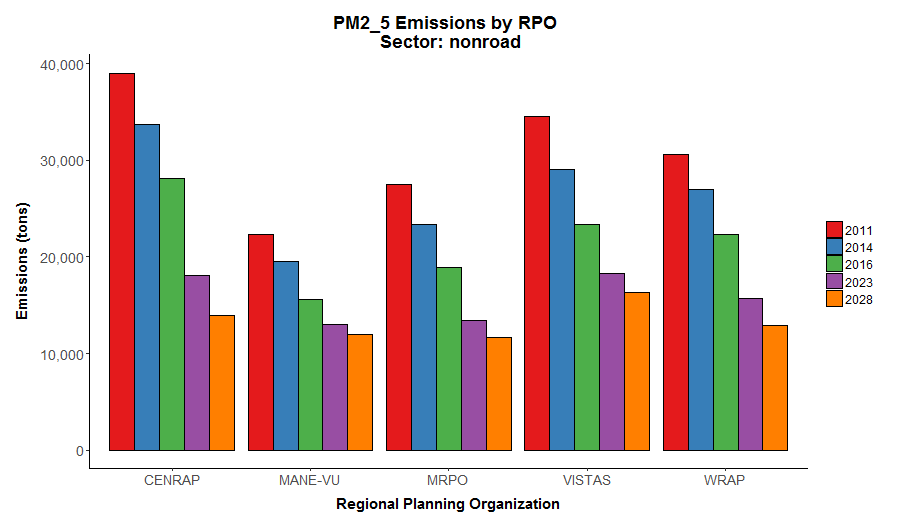 PM2_5 Emissions by RPO
Sector: nonroad
Emissions (tons)
40,000
30,000
20,000
10,000
0
CENRAP
MANE-VU
MRPO
VISTAS
WRAP
Regional Planning Organization
2011
2014
2016
2023
2028